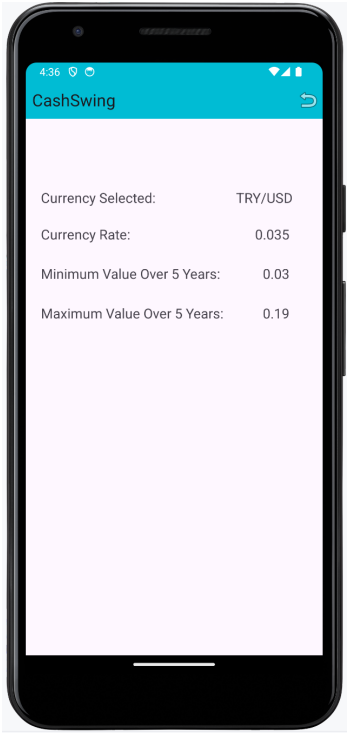 4:36
CashSwing
Currency Selected: TRY/USD
Currency Rate: 0.035
Minimum Value Over 5 Years: 0.03
Maximum Value Over 5 Years: 0.19